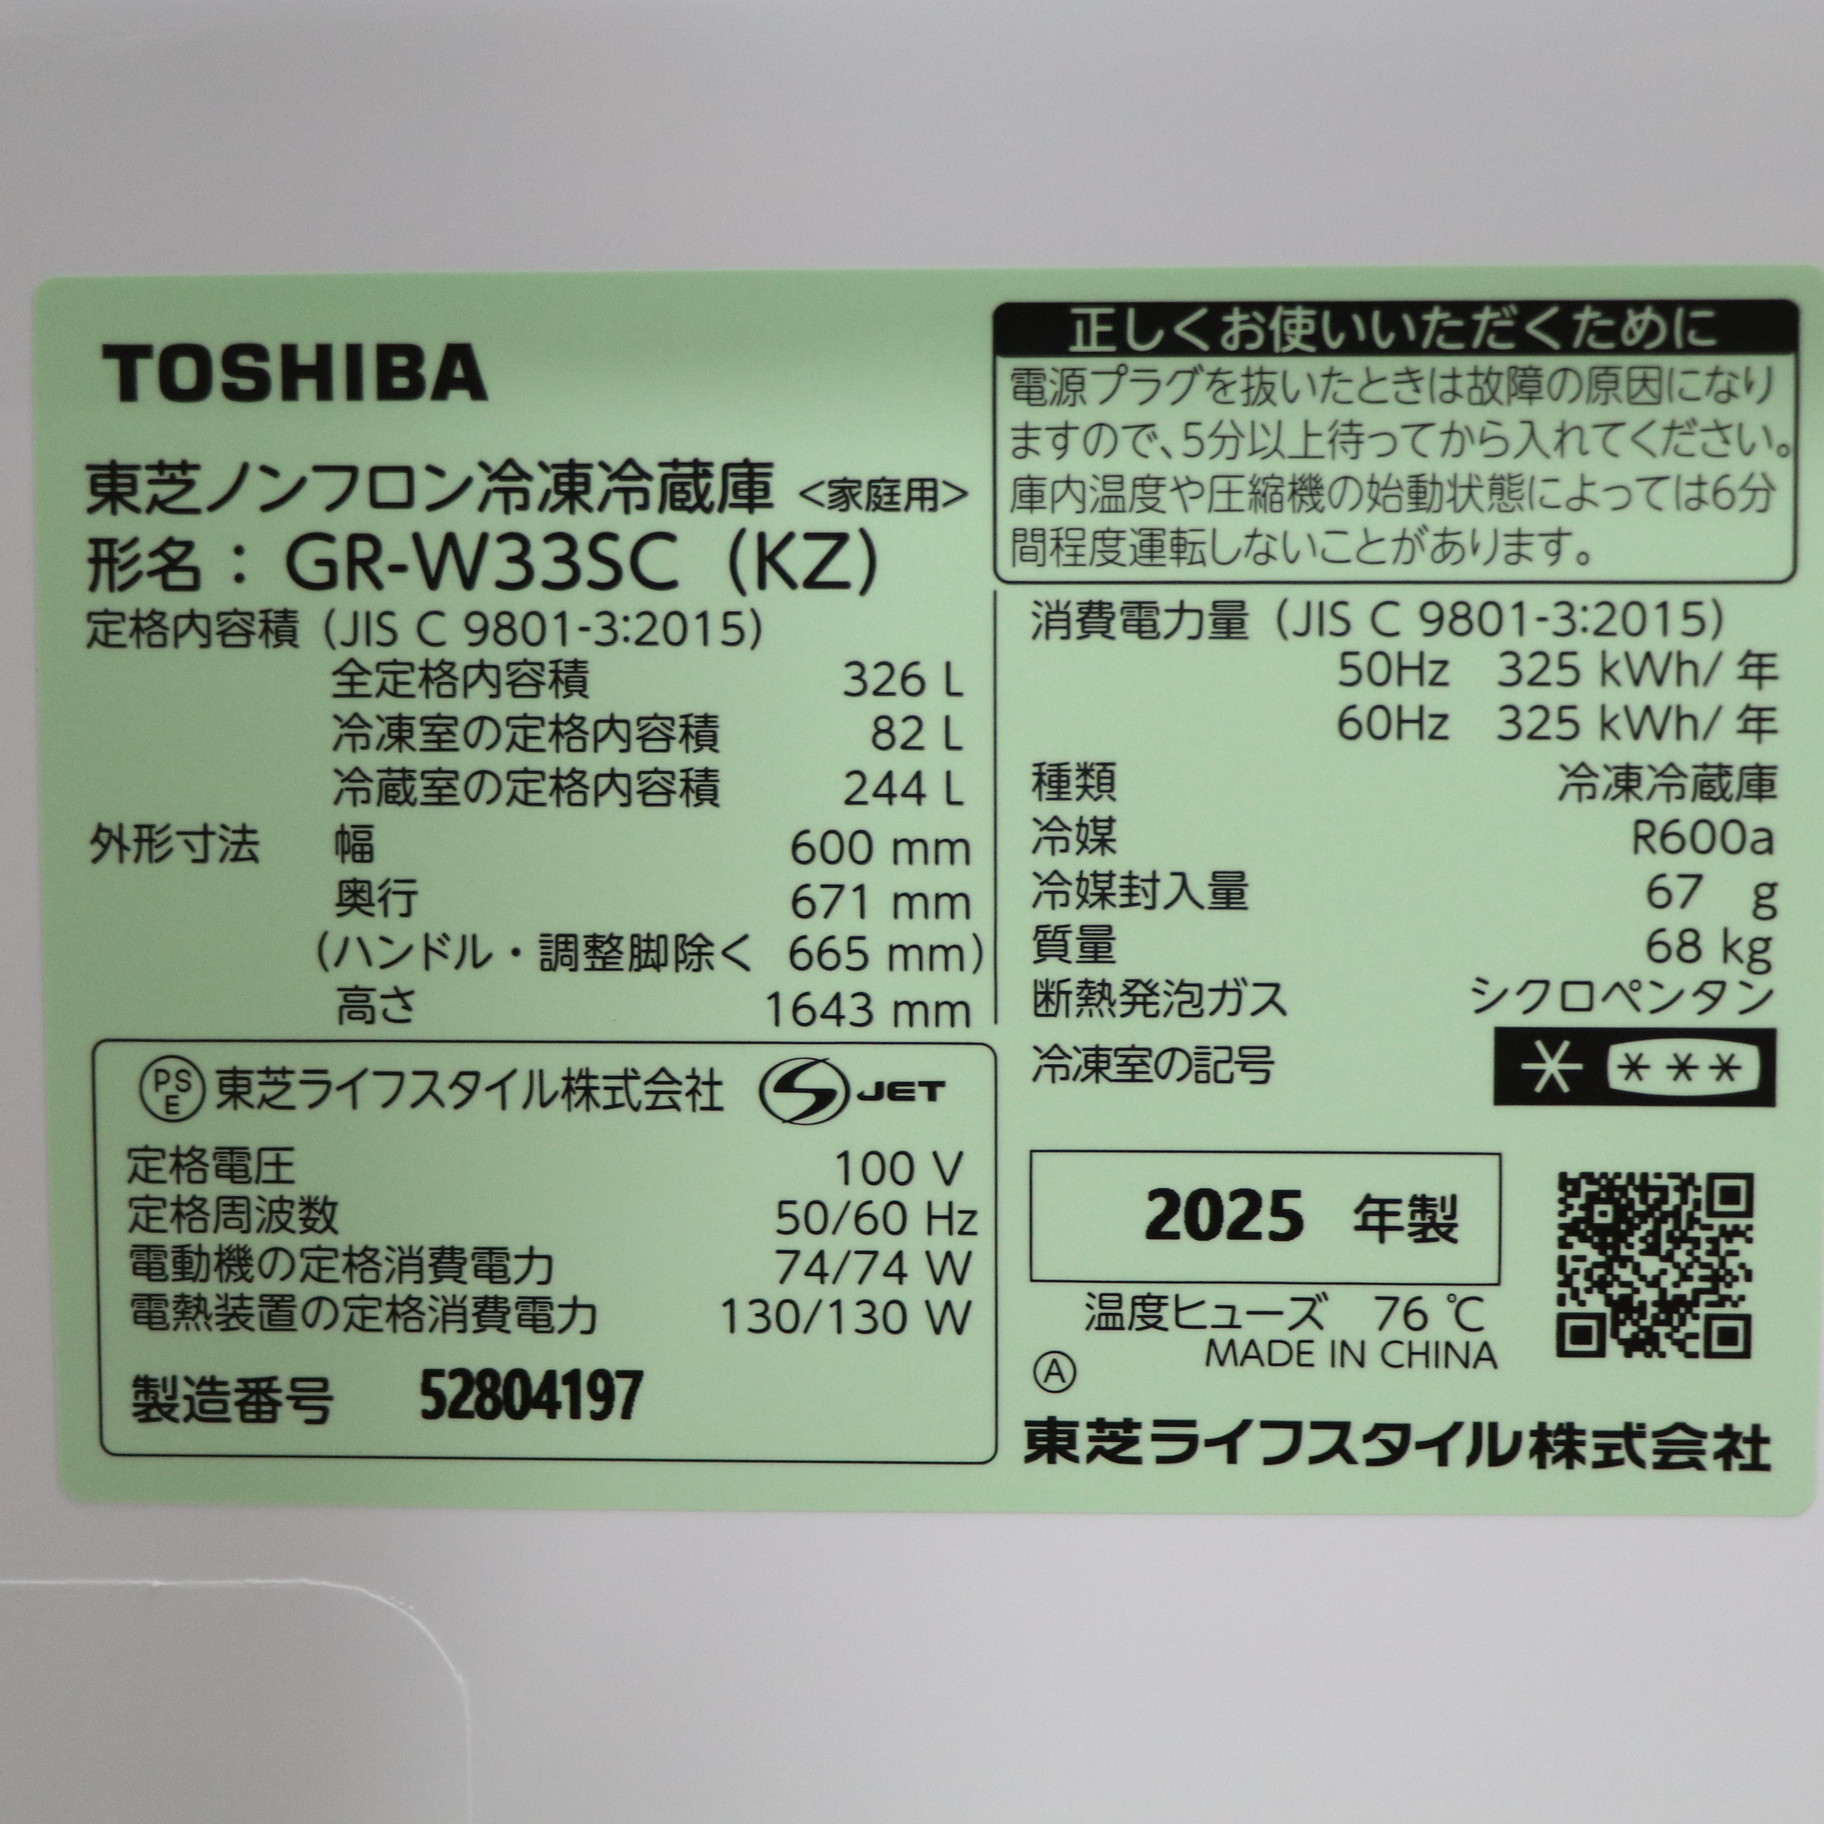 TOSHIBA
東芝ノンフロン冷凍冷蔵庫 <家庭用>
形名： GR-W33SC (KZ)
定格内容積 (JIS C 9801-3:2015)
全定格内容積 326 L
冷凍室の定格内容積 82 L
冷蔵室の定格内容積 244 L
外形寸法 幅 600 mm
奥行 671 mm
(ハンドル・調整脚除く 665 mm)
高さ 1643 mm
PSE 東芝ライフスタイル株式会社 S JET
定格電圧 100 V
定格周波数 50/60 Hz
電動機の定格消費電力 74/74 W
電熱装置の定格消費電力 130/130 W
製造番号 52804197
正しくお使いいただくために
電源プラグを抜いたときは故障の原因になり
ますので､5分以上待ってから入れてください。
庫内温度や圧縮機の始動状態によっては6分
間程度運転しないことがあります。
消費電力量 (JIS C 9801-3:2015)
50Hz 325 kWh/ 年
60Hz 325 kWh/ 年
種類 冷凍冷蔵庫
冷媒 R600a
冷媒封入量 67 g
質量 68 kg
断熱発泡ガス シクロペンタン
冷凍室の記号 * ***
2025 年製
温度ヒューズ 76 ℃
MADE IN CHINA
Ⓐ
東芝ライフスタイル株式会社